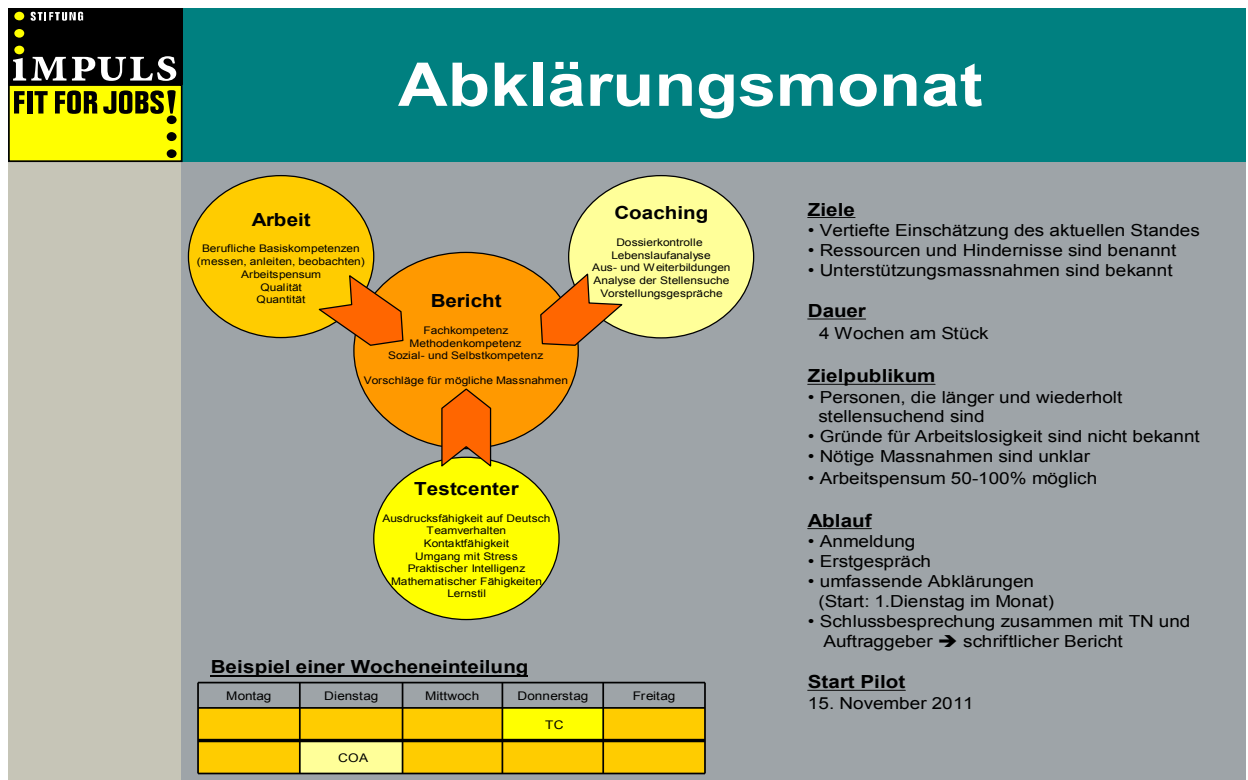 STIFTUNG
iMPULS
FIT FOR JOBS!
Abklärungsmonat
Arbeit
Berufliche Basiskompetenzen
(messen, anleiten, beobachten)
Arbeitspensum
Qualität
Quantität
Coaching
Dossierkontrolle
Lebenslaufanalyse
Aus- und Weiterbildungen
Analyse der Stellensuche
Vorstellungsgespräche
Bericht
Fachkompetenz
Methodenkompetenz
Sozial- und Selbstkompetenz
Vorschläge für mögliche Massnahmen
Testcenter
Ausdrucksfähigkeit auf Deutsch
Teamverhalten
Kontaktfähigkeit
Umgang mit Stress
Praktischer Intelligenz
Mathematischer Fähigkeiten
Lernstil
Beispiel einer Wocheneinteilung
Montag Dienstag Mittwoch Donnerstag Freitag
TC
COA
Ziele
• Vertiefte Einschätzung des aktuellen Standes
• Ressourcen und Hindernisse sind benannt
• Unterstützungsmassnahmen sind bekannt
Dauer
4 Wochen am Stück
Zielpublikum
• Personen, die länger und wiederholt
stellensuchend sind
• Gründe für Arbeitslosigkeit sind nicht bekannt
• Nötige Massnahmen sind unklar
• Arbeitspensum 50-100% möglich
Ablauf
• Anmeldung
• Erstgespräch
• umfassende Abklärungen
(Start: 1.Dienstag im Monat)
• Schlussbesprechung zusammen mit TN und
Auftraggeber ➔ schriftlicher Bericht
Start Pilot
15. November 2011